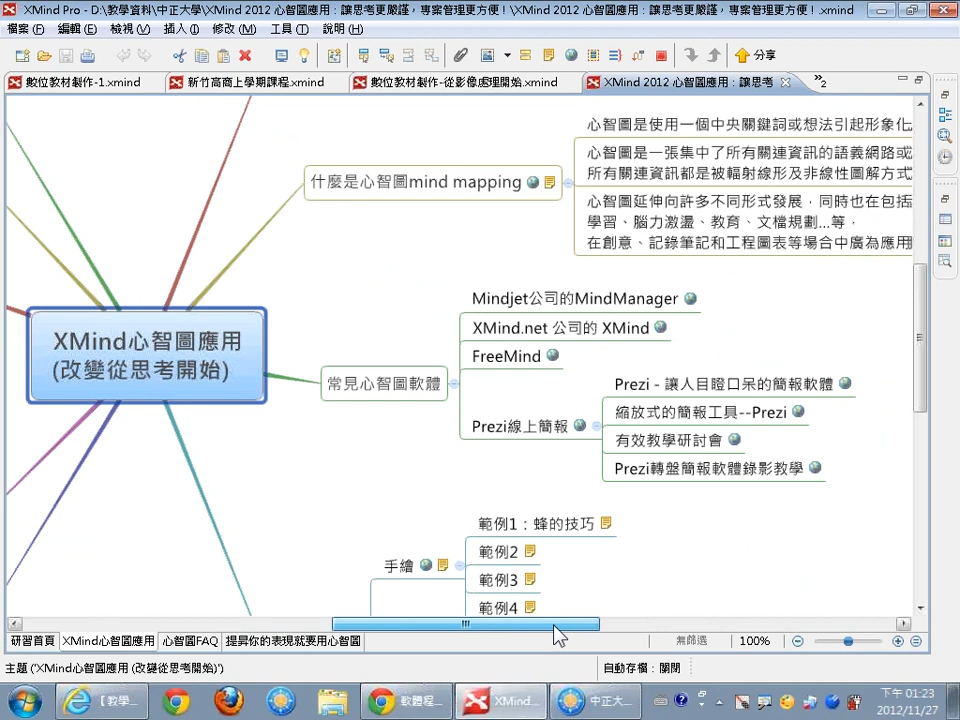 XMind Pro - D:\教學資料\中正大學\XMind 2012 心智圖應用：讓思考更嚴謹，專案管理更方便！\XMind 2012 心智圖應用：讓思考更嚴謹，專案管理更方便！.xmind
檔案(F) 編輯(E) 檢視(V) 插入(I) 修改(M) 工具(T) 說明(H)
分享
數位教材製作-1.xmind
新竹高商上學期課程.xmind
數位教材製作-從影像處理開始.xmind
XMind 2012 心智圖應用：讓思考
»2
心智圖是使用一個中央關鍵詞或想法引起形象化
心智圖是一張集中了所有關連資訊的語義網路或
所有關連資訊都是被輻射線形及非線性圖解方式
什麼是心智圖mind mapping
心智圖延伸向許多不同形式發展，同時也在包括
學習、腦力激盪、教育、文檔規劃...等，
在創意、記錄筆記和工程圖表等場合中廣為應用
XMind心智圖應用
(改變從思考開始)
常見心智圖軟體
Mindjet公司的MindManager
XMind.net 公司的 XMind
FreeMind
Prezi線上簡報
Prezi - 讓人目瞪口呆的簡報軟體
縮放式的簡報工具--Prezi
有效教學研討會
Prezi轉盤簡報軟體錄影教學
手繪
範例1：蜂的技巧
範例2
範例3
範例4
研習首頁
XMind心智圖應用
心智圖FAQ
提昇你的表現就要用心智圖
無篩選
100%
主題 ('XMind心智圖應用 (改變從思考開始)')
自動存檔：關閉
【教學...
軟體程...
XMind...
中正大...
下午 01:23
2012/11/27